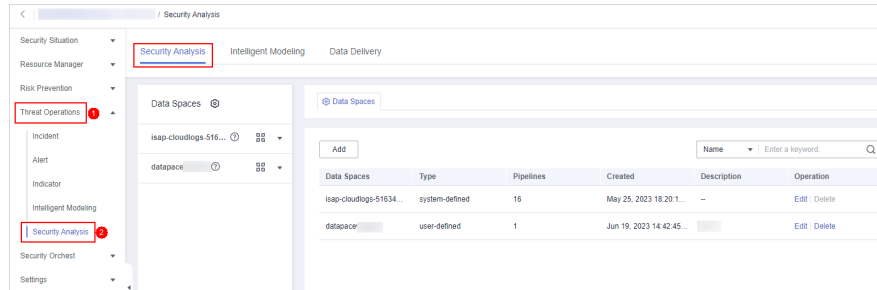 / Security Analysis
Security Situation
Resource Manager
Risk Prevention
Threat Operations 1
Incident
Alert
Indicator
Intelligent Modeling
Security Analysis 2
Security Orchest
Settings
Security Analysis Intelligent Modeling Data Delivery
Data Spaces
isap-cloudlogs-516... ?
datapace ?
Data Spaces
Add Name Enter a keyword.
Data Spaces Type Pipelines Created Description Operation
isap-cloudlogs-51634... system-defined 16 May 25, 2023 18:20:1... -- Edit Delete
datapace user-defined 1 Jun 19, 2023 14:42:45... Edit Delete